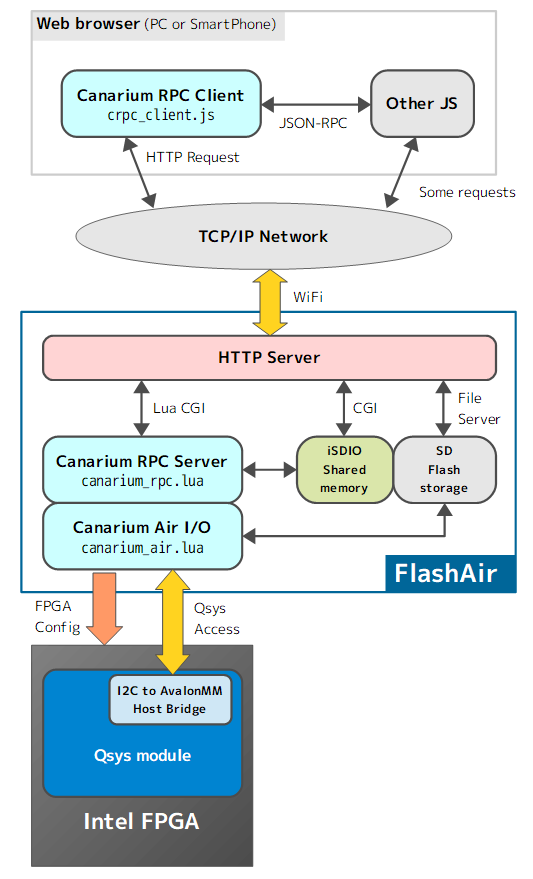 Web browser (PC or SmartPhone)
Canarium RPC Client
crpc_client.js
Other JS
JSON-RPC
HTTP Request
Some requests
TCP/IP Network
WiFi
HTTP Server
Lua CGI
CGI
File
Server
Canarium RPC Server
canarium_rpc.lua
iSDIO
Shared
memory
SD
Flash
storage
Canarium Air I/O
canarium_air.lua
FlashAir
FPGA
Config
Qsys
Access
I2C to AvalonMM
Host Bridge
Qsys module
Intel FPGA